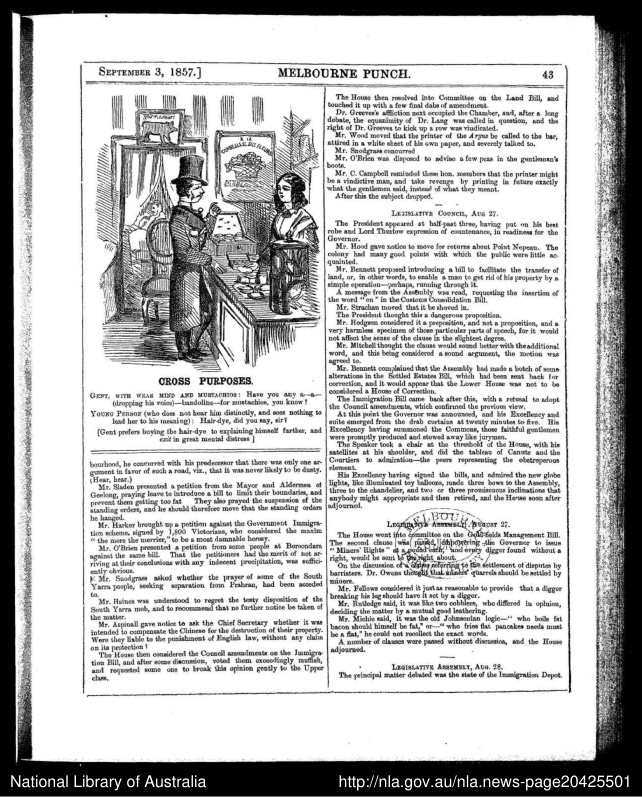 SEPTEMBER 3, 1857.]
MELBOURNE PUNCH.
43
CROSS PURPOSES.
GENT, WITH WEAK MIND AND MUSTACHIOS: Have you any a—a—
(dropping his voice)—bandoline—for mustachios, you know?
YOUNG PERSON (who does not hear him distinctly, and sees nothing to
lead her to his meaning): Hair-dye, did you say, sir?
[Gent prefers buying the hair-dye to explaining himself further, and
exit in great mental distress]
bourhood, he concurred with his predecessor that there was only one ar-
gument in favor of such a road, viz., that it was never likely to be dusty.
(Hear, hear.)
Mr. Sladen presented a petition from the Mayor and Aldermen of
Geelong, praying leave to introduce a bill to limit their boundaries, and
prevent them getting too fat They also prayed the suspension of the
standing orders, and he should therefore move that the standing orders
be hanged.
Mr. Harker brought up a petition against the Government Immigra-
tion scheme, signed by 1,800 Victorians, who considered the maxim
"the more the merrier," to be a most damnable heresy.
Mr. O'Brien presented a petition from some people at Boroondara
against the same bill. That the petitioners had the merit of not ar-
riving at their conclusions with any indecent precipitation, was suffici-
ently obvious.
Mr. Snodgrass asked whether the prayer of some of the South
Yarra people, seeking separation from Prahran, had been acceded
to.
Mr. Haines was understood to regret the testy disposition of the
South Yarra mob, and to recommend that no further notice be taken of
the matter.
Mr. Aspinall gave notice to ask the Chief Secretary whether it was
intended to compensate the Chinese for the destruction of their property.
Were they liable to the punishment of English law, without any claim
on its protection?
The House then considered the Council amendments on the Immigra-
tion Bill, and after some discussion, voted them exceedingly muffish,
and requested some one to break this opinion gently to the Upper
class.
The House then resolved into Committee on the Land Bill, and
touched it up with a few final dabs of amendment.
Dr. Greeves's affliction next occupied the Chamber, and, after a long
debate, the equanimity of Dr. Lang was called in question, and the
right of Dr. Greeves to kick up a row was vindicated.
Mr. Wood moved that the printer of the Argus be called to the bar,
attired in a white sheet of his own paper, and severely talked to.
Mr. Snodgrass concurred
Mr. O'Brien was disposed to advise a few peas in the gentleman's
boots.
Mr. C. Campbell reminded these hon. members that the printer might
be a vindictive man, and take revenge by printing in future exactly
what the gentlemen said, instead of what they meant.
After this the subject dropped.
LEGISLATIVE COUNCIL, AUG 27.
The President appeared at half-past three, having put on his best
robe and Lord Thurlow expression of countenance, in readiness for the
Governor.
Mr. Hood gave notice to move for returns about Point Nepean. The
colony had many good points with which the public were little ac-
quainted.
Mr. Bennett proposed introducing a bill to facilitate the transfer of
land, or, in other words, to enable a man to get rid of his property by a
simple operation—perhaps, running through it.
A message from the Assembly was read, requesting the insertion of
the word "on" in the Customs Consolidation Bill.
Mr. Strachan moved that it be shoved in.
The President thought this a dangerous proposition.
Mr. Hodgson considered it a preposition, and not a proposition, and a
very harmless specimen of those particular parts of speech, for it would
not affect the sense of the clause in the slightest degree.
Mr. Mitchell thought the clause would sound better with the additional
word, and this being considered a sound argument, the motion was
agreed to.
Mr. Bennett complained that the Assembly had made a botch of some
alterations in the Settled Estates Bill, which had been sent back for
correction, and it would appear that the Lower House was not to be
considered a House of Correction.
The Immigration Bill came back after this, with a refusal to adopt
the Council amendments, which confirmed the previous view.
At this point the Governor was announced, and his Excellency and
suite emerged from the drab curtains at twenty minutes to five. His
Excellency having summoned the Commons, those faithful gentlemen
were promptly produced and stowed away like jurymen.
The Speaker took a chair at the threshold of the House, with his
satellites at his shoulder, and did the tableau of Canute and the
Courtiers to admiration—the peers representing the obstreperous
element.
His Excellency having signed the bills, and admired the new globe
lights, like illuminated toy balloons, made three bows to the Assembly,
three to the chandelier, and two or three promiscuous inclinations that
anybody might appropriate and then retired, and the House soon after
adjourned.
LEGISLATIVE ASSEMBLY, AUGUST 27.
The House went into committee on the Gold-fields Management Bill.
The second clause was passed, empowering the Governor to issue
"Miners' Rights" at a pound each, and every digger found without a
right, would be sent to the right about.
On the discussion of a clause referring to the settlement of disputes by
barristers. Dr. Owens thought that miners' quarrels should be settled by
miners.
Mr. Fellows considered it just as reasonable to provide that a digger
breaking his leg should have it set by a digger.
Mr. Rutledge said, it was like two cobblers, who differed in opinion,
deciding the matter by a mutual good leathering.
Mr. Michie said, it was the old Johnsonian logic—"who boils fat
bacon should himself be fat," or—"who fries flat pancakes needs must
be a flat," he could not recollect the exact words.
A number of clauses were passed without discussion, and the House
adjourned.
LEGISLATIVE ASSEMBLY, AUG. 28.
The principal matter debated was the state of the Immigration Depot.
National Library of Australia
http://nla.gov.au/nla.news-page20425501